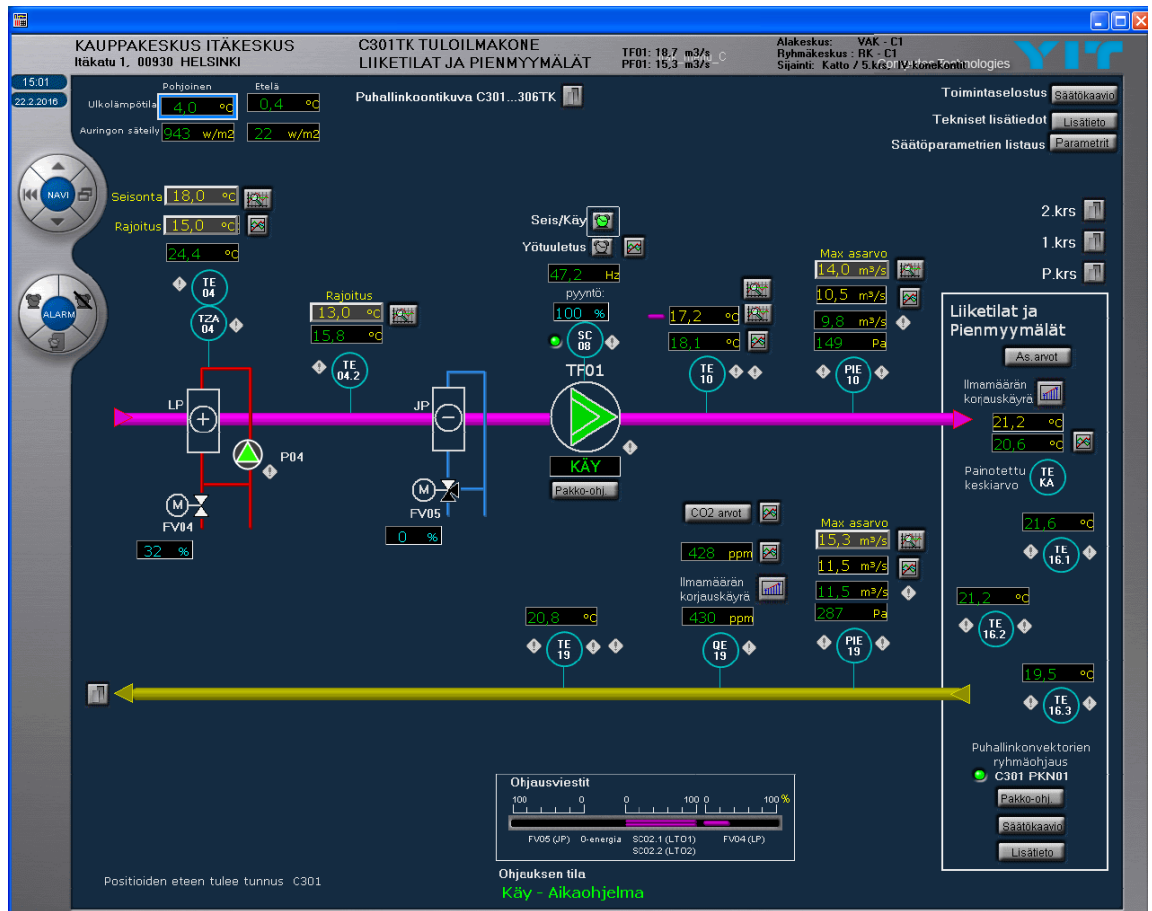 KAUPPAKESKUS ITÄKESKUS
Itäkatu 1, 00930 HELSINKI
C301TK TULOILMAKONE
LIIKETILAT JA PIENMYYMÄLÄT
TF01: 18,7 m3/s
PF01: 15,3 m3/s
Alakeskus: VAK - C1
Ryhmäkeskus : RK - C1
Sijainti: Katto / 5.krs. IV-konekontit
YIT
15:01
22.2.2016
Pohjoinen Etelä
Ulkolämpötila 4,0 °C 0,4 °C
Auringon säteily 943 w/m2 22 w/m2
Puhallinkoontikuva C301...306TK
Toimintaselostus Säätökaavio
Tekniset lisätiedot Lisätieto
Säätöparametrien listaus Parametrit
NAVI
ALARM
Seisonta 18,0 °C
Rajoitus 15,0 °C
24,4 °C
TE 04
TZA 04
Rajoitus
13,0 °C
15,8 °C
TE 04.2
LP
P04
M
FV04
32 %
JP
M
FV05
0 %
Seis/Käy
Yötuuletus
47,2 Hz
pyyntö:
100 %
SC 08
TF01
KÄY
Pakko-ohj.
17,2 °C
18,1 °C
TE 10
Max asarvo
14,0 m³/s
10,5 m³/s
9,8 m³/s
149 Pa
PIE 10
2.krs
1.krs
P.krs
Liiketilat ja
Pienmyymälät
As.arvot
Ilmamäärän
korjauskäyrä
21,2 °C
20,6 °C
Painotettu
keskiarvo
TE KA
21,6 °C
TE 16.1
21,2 °C
TE 16.2
19,5 °C
TE 16.3
Puhallinkonvektorien
ryhmäohjaus
C301 PKN01
Pakko-ohj.
Säätökaavio
Lisätieto
CO2 arvot
428 ppm
Ilmamäärän
korjauskäyrä
430 ppm
QE 19
Max asarvo
15,3 m³/s
11,5 m³/s
11,5 m³/s
287 Pa
PIE 19
20,8 °C
TE 19
Ohjausviestit
100 0 0 100 0 100 %
FV05 (JP) 0-energia SC02.1 (LTO1) FV04 (LP)
SC02.2 (LTO2)
Ohjauksen tila
Käy - Aikaohjelma
Positioiden eteen tulee tunnus C301